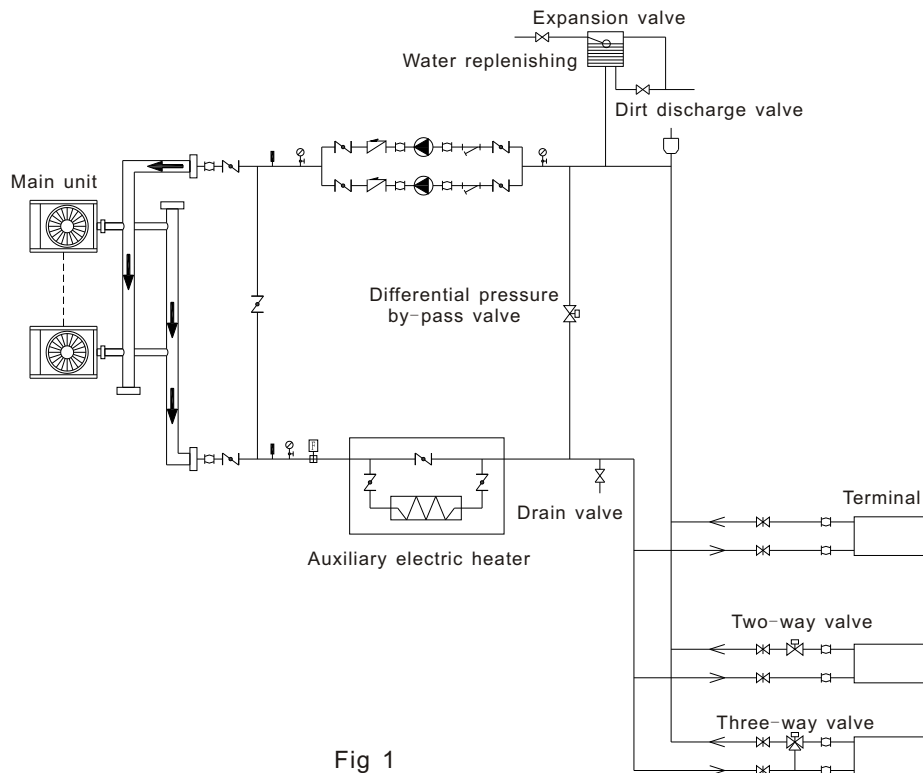 Expansion valve
Water replenishing
Dirt discharge valve
Main unit
Differential pressure
by-pass valve
Drain valve
Terminal
Auxiliary electric heater
Two-way valve
Three-way valve
Fig 1